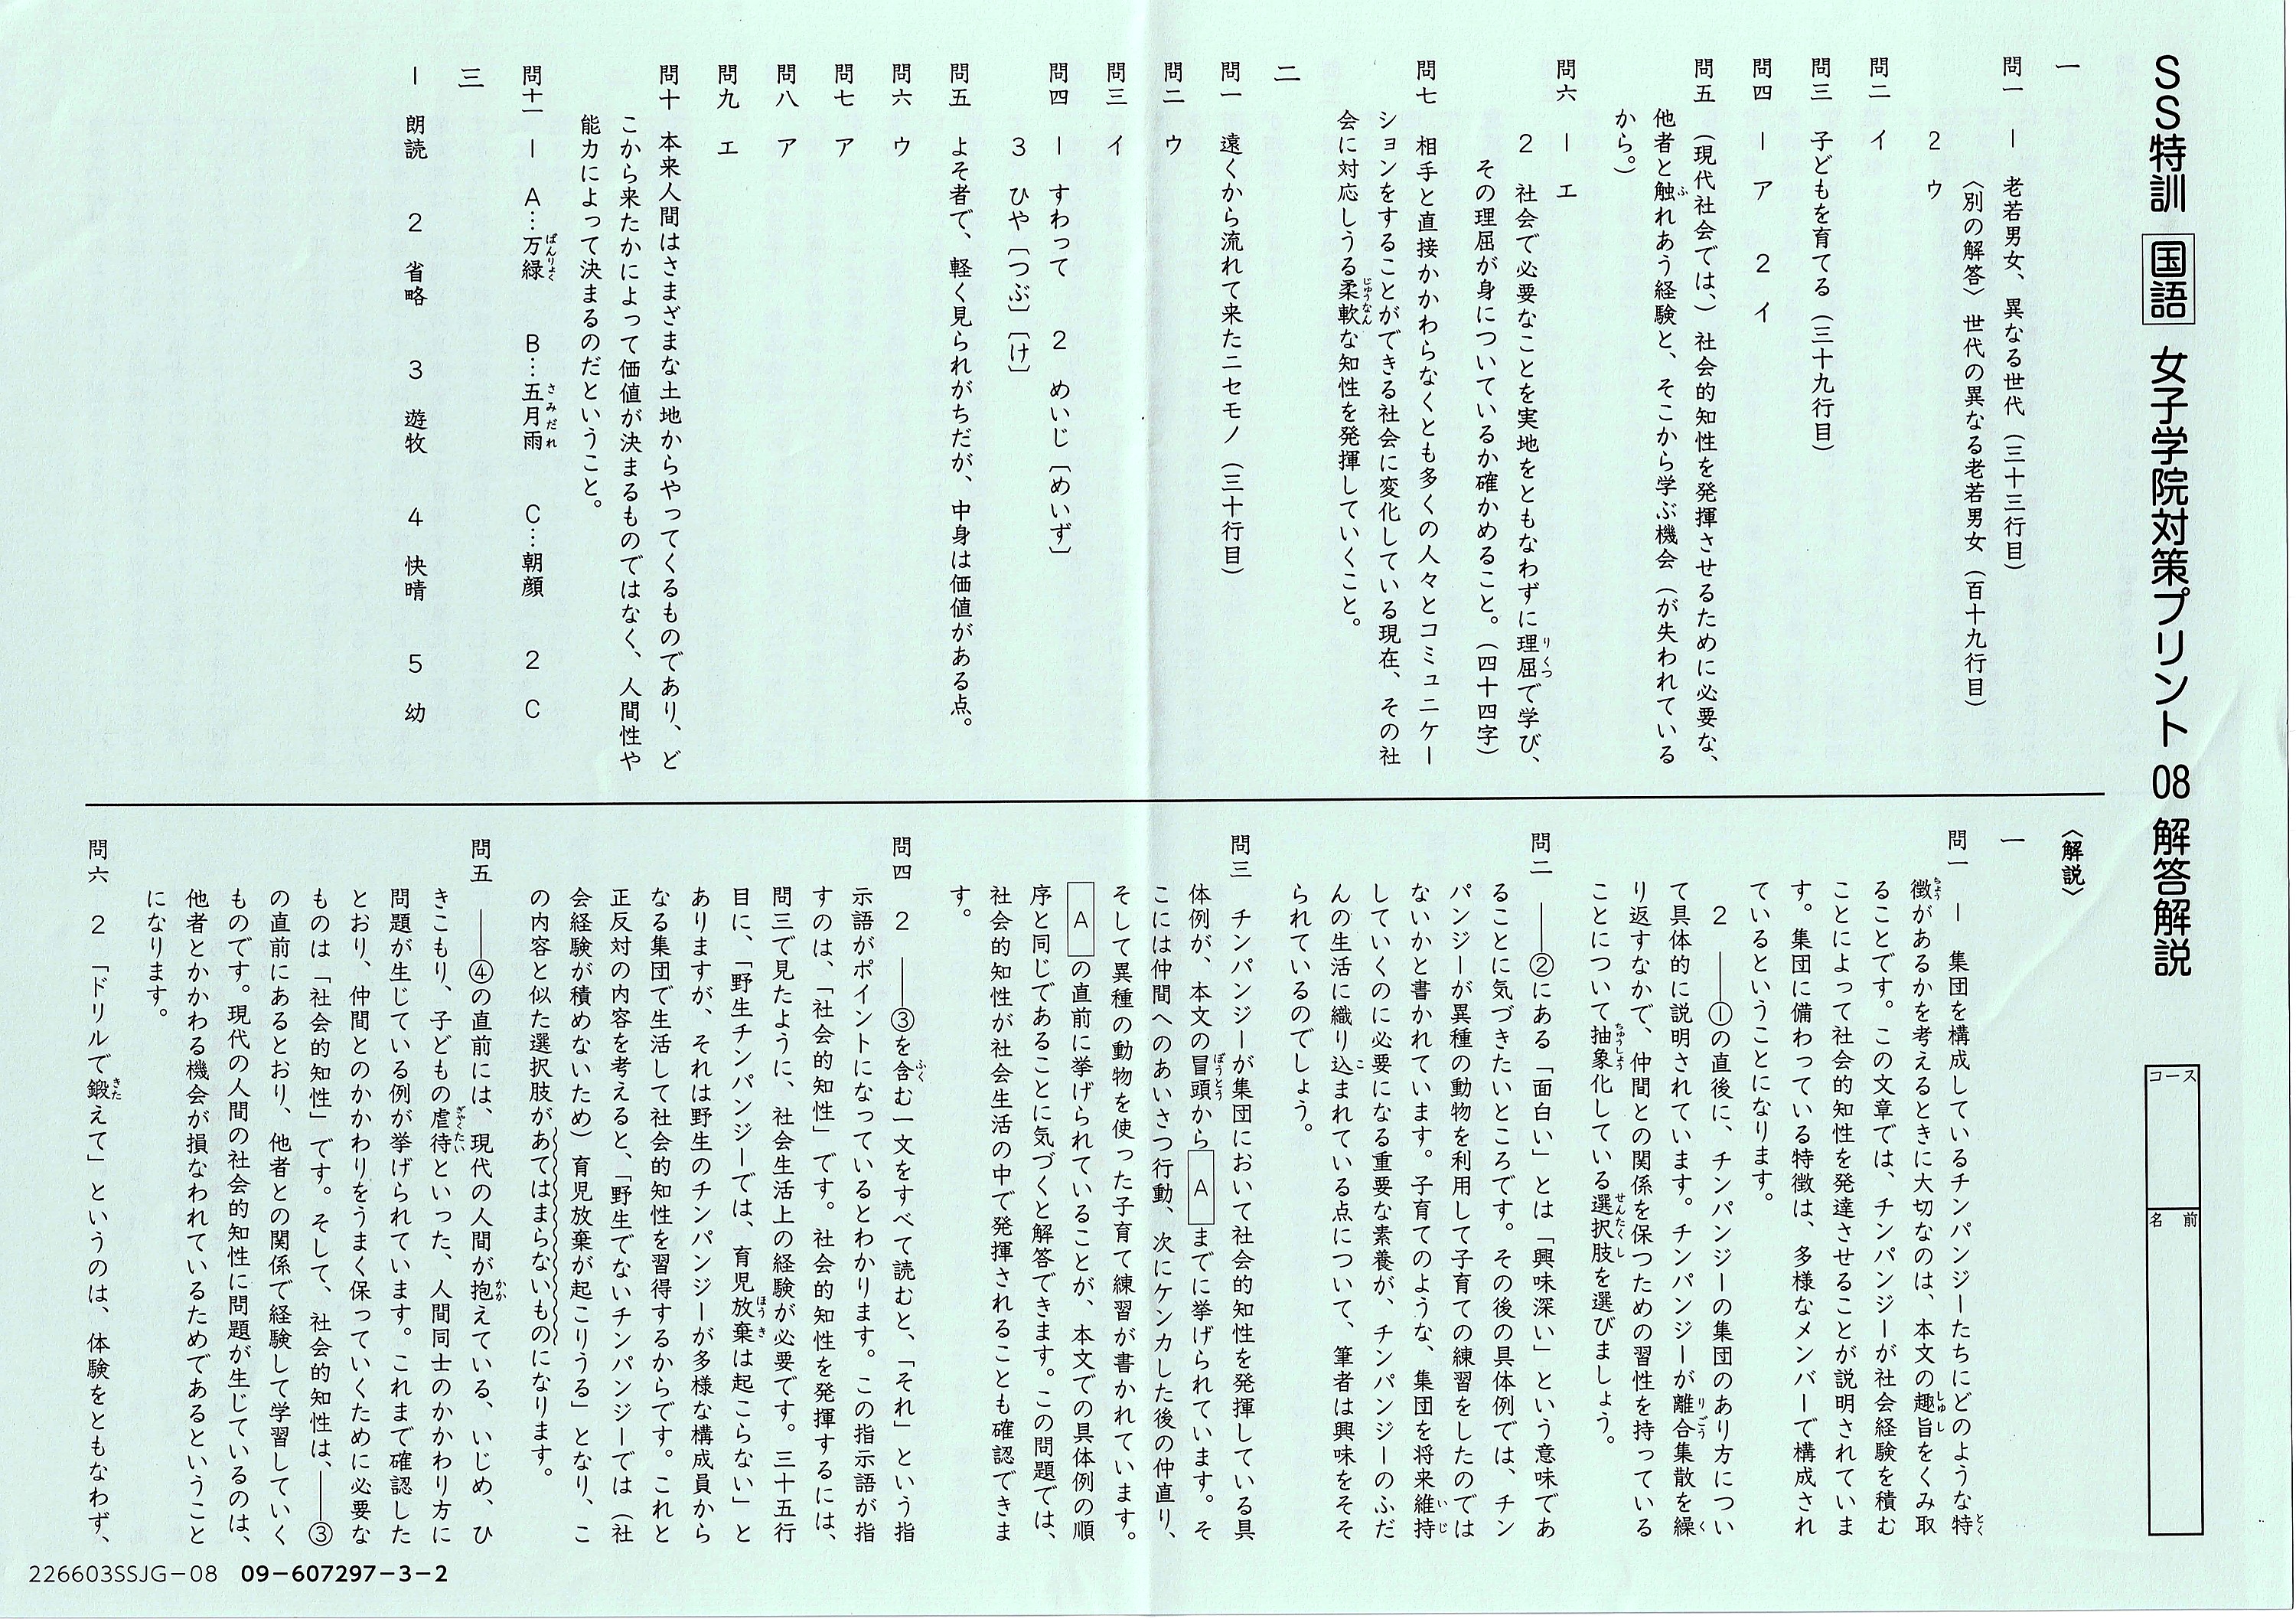 SS特訓 国語 女子学院対策プリント 08 解答解説
コース
名前
一
問一 1 老若男女、異なる世代（三十三行目）
〈別の解答〉世代の異なる老若男女（百十九行目）
2 ウ
問二 イ
問三 子どもを育てる（三十九行目）
問四 1 ア 2 イ
問五 （現代社会では、）社会的知性を発揮させるために必要な、
他者と触れあう経験と、そこから学ぶ機会（が失われている
から。）
問六 1 エ
2 社会で必要なことを実地をともなわずに理屈で学び、
その理屈が身についているか確かめること。（四十四字）
問七 相手と直接かかわらなくとも多くの人々とコミュニケー
ションをすることができる社会に変化している現在、その社
会に対応しうる柔軟な知性を発揮していくこと。
二
問一 遠くから流れて来たニセモノ（三十行目）
問二 ウ
問三 イ
問四 1 すわって 2 めいじ〔めいず〕
3 ひや〔つぶ〕〔け〕
問五 よそ者で、軽く見られがちだが、中身は価値がある点。
問六 ウ
問七 ア
問八 ア
問九 エ
問十 本来人間はさまざまな土地からやってくるものであり、ど
こから来たかによって価値が決まるものではなく、人間性や
能力によって決まるのだということ。
問十一 1 A…万緑 B…五月雨 C…朝顔 2 C
三
1 朗読 2 省略 3 遊牧 4 快晴 5 幼
〈解説〉
一
問一 1 集団を構成しているチンパンジーたちにどのような特
徴があるかを考えるときに大切なのは、本文の趣旨をくみ取
ることです。この文章では、チンパンジーが社会経験を積む
ことによって社会的知性を発達させることが説明されていま
す。集団に備わっている特徴は、多様なメンバーで構成され
ているということになります。
2 ――①の直後に、チンパンジーの集団のあり方につい
て具体的に説明されています。チンパンジーが離合集散を繰
り返すなかで、仲間との関係を保つための習性を持っている
ことについて抽象化している選択肢を選びましょう。
問二 ――②にある「面白い」とは「興味深い」という意味であ
ることに気づきたいところです。その後の具体例では、チン
パンジーが異種の動物を利用して子育ての練習をしたのでは
ないかと書かれています。子育てのような、集団を将来維持
していくのに必要になる重要な素養が、チンパンジーのふだ
んの生活に織り込まれている点について、筆者は興味をそそ
られているのでしょう。
問三 チンパンジーが集団において社会的知性を発揮している具
体例が、本文の冒頭からAまでに挙げられています。そ
こには仲間へのあいさつ行動、次にケンカした後の仲直り、
そして異種の動物を使った子育て練習が書かれています。
Aの直前に挙げられていることが、本文での具体例の順
序と同じであることに気づくと解答できます。この問題では、
社会的知性が社会生活の中で発揮されることも確認できま
す。
問四 2 ――③を含む一文をすべて読むと、「それ」という指
示語がポイントになっているとわかります。この指示語が指
すのは、「社会的知性」です。社会的知性を発揮するには、
問三で見たように、社会生活上の経験が必要です。三十五行
目に、「野生チンパンジーでは、育児放棄は起こらない」と
ありますが、それは野生のチンパンジーが多様な構成員から
なる集団で生活して社会的知性を習得するからです。これと
正反対の内容を考えると、「野生でないチンパンジーでは（社
会経験が積めないため）育児放棄が起こりうる」となり、こ
の内容と似た選択肢があてはまらないものになります。
問五 ――④の直前には、現代の人間が抱えている、いじめ、ひ
きこもり、子どもの虐待といった、人間同士のかかわり方に
問題が生じている例が挙げられています。これまで確認した
とおり、仲間とのかかわりをうまく保っていくために必要な
ものは「社会的知性」です。そして、社会的知性は、――③
の直前にあるとおり、他者との関係で経験して学習していく
ものです。現代の人間の社会的知性に問題が生じているのは、
他者とかかわる機会が損なわれているためであるということ
になります。
問六 2 「ドリルで鍛えて」というのは、体験をともなわず、
226603SSJG−08 09−607297−3−2